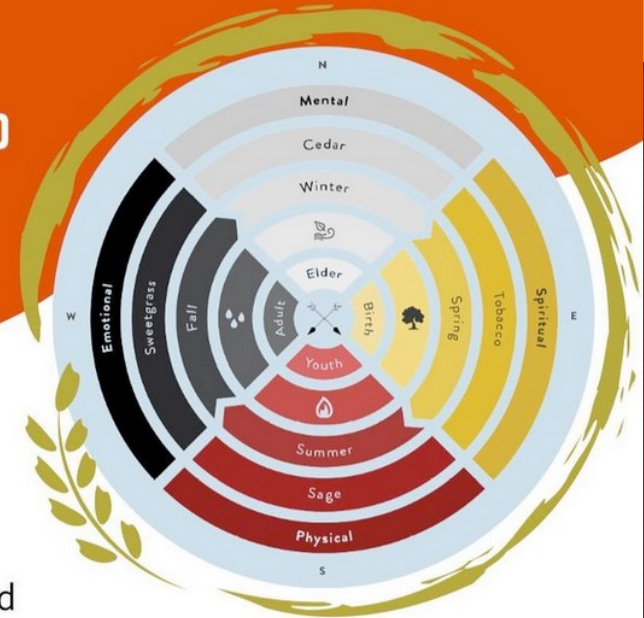 N
Mental
Cedar
Winter
Elder
W
Emotional
Sweetgrass
Fall
Adult
Birth
Spring
Tobacco
Spiritual
E
Youth
Summer
Sage
Physical
S
d